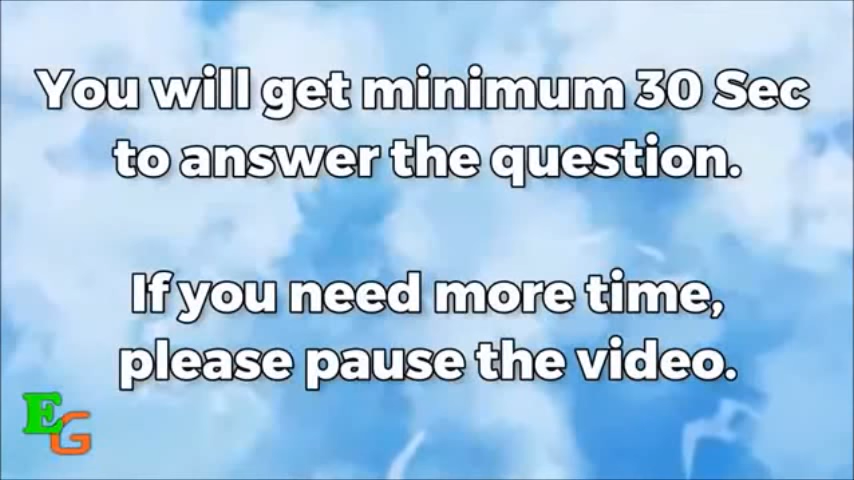 You will get minimum 30 Sec
to answer the question.
If you need more time,
please pause the video.
EG